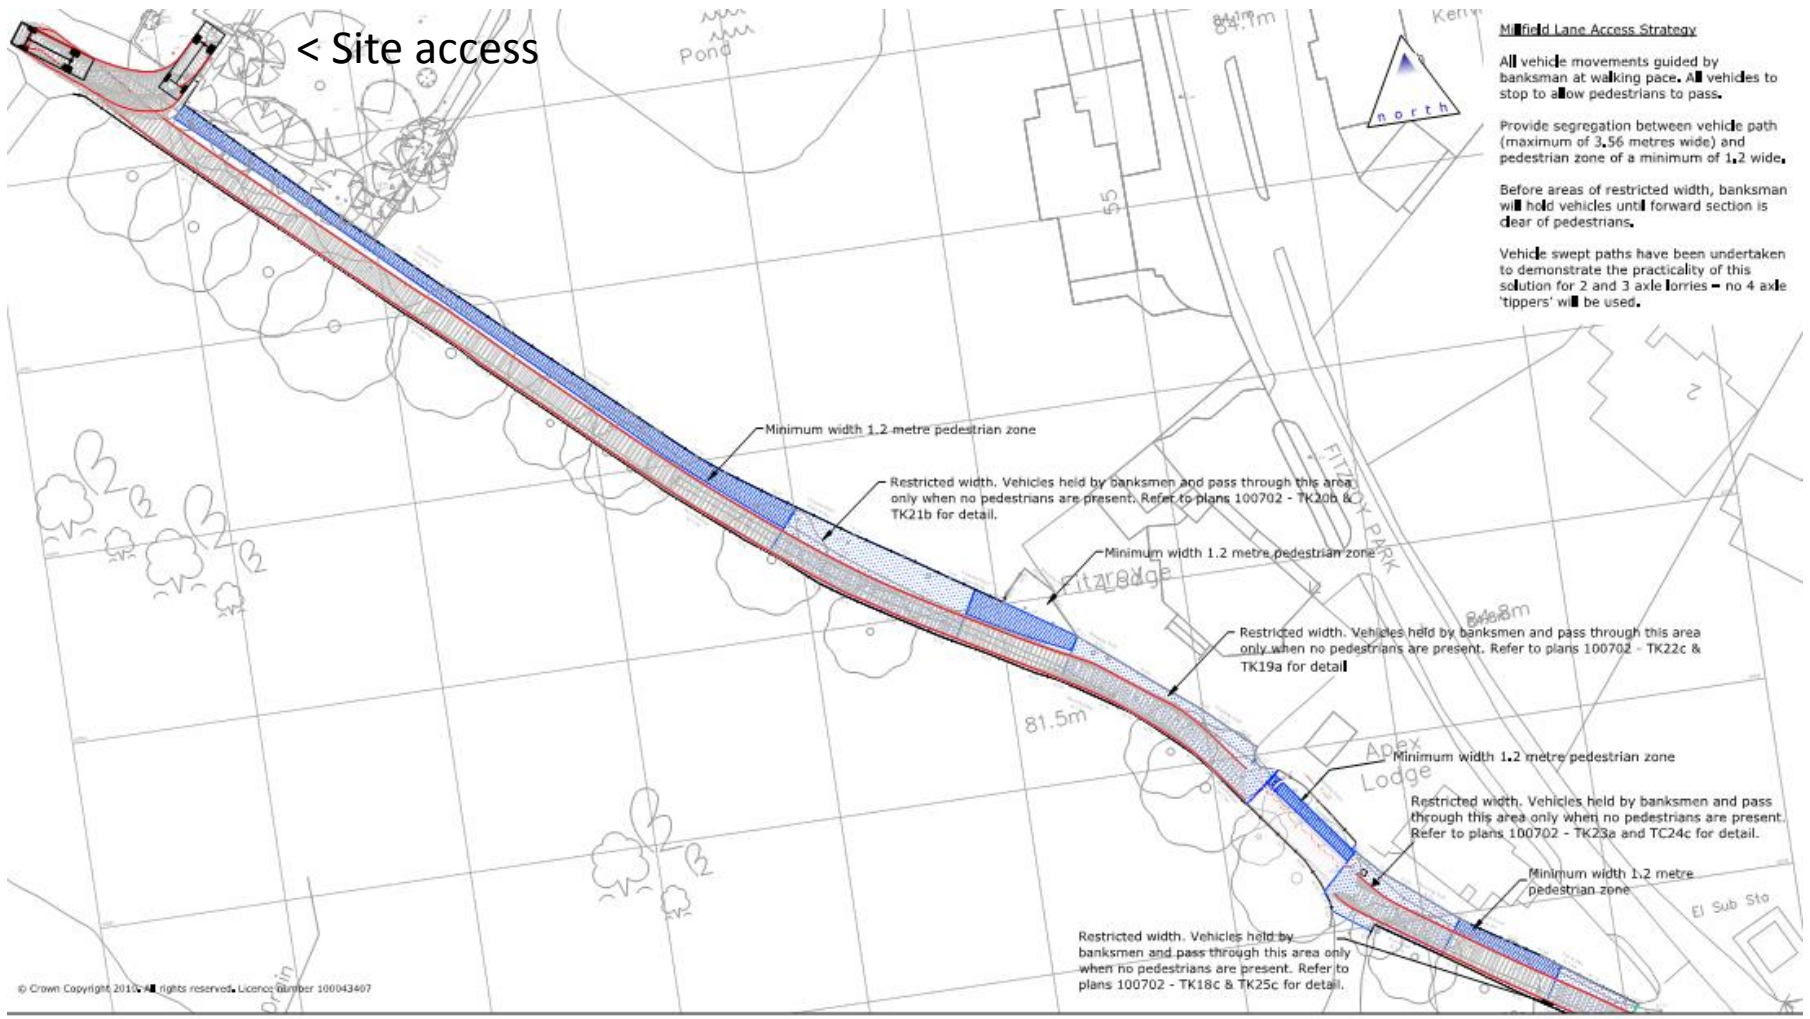 < Site access
Pond
84.1m
north
Millfield Lane Access Strategy
All vehicle movements guided by
banksman at walking pace. All vehicles to
stop to allow pedestrians to pass.
Provide segregation between vehicle path
(maximum of 3.56 metres wide) and
pedestrian zone of a minimum of 1.2 wide.
Before areas of restricted width, banksman
will hold vehicles until forward section is
clear of pedestrians.
Vehicle swept paths have been undertaken
to demonstrate the practicality of this
solution for 2 and 3 axle lorries – no 4 axle
'tippers' will be used.
55
2
Minimum width 1.2 metre pedestrian zone
Restricted width. Vehicles held by banksmen and pass through this area
only when no pedestrians are present. Refer to plans 100702 - TK20b &
TK21b for detail.
FITZROY PARK
Minimum width 1.2 metre pedestrian zone
Fitzroy
Lodge
Restricted width. Vehicles held by banksmen and pass through this area
only when no pedestrians are present. Refer to plans 100702 - TK22c &
TK19a for detail
81.5m
Apex
Lodge
Minimum width 1.2 metre pedestrian zone
Restricted width. Vehicles held by banksmen and pass
through this area only when no pedestrians are present.
Refer to plans 100702 - TK23a and TC24c for detail.
Minimum width 1.2 metre
pedestrian zone
El Sub Sta
Restricted width. Vehicles held by
banksmen and pass through this area only
when no pedestrians are present. Refer to
plans 100702 - TK18c & TK25c for detail.
Drain
© Crown Copyright 2010. All rights reserved. Licence number 100043407